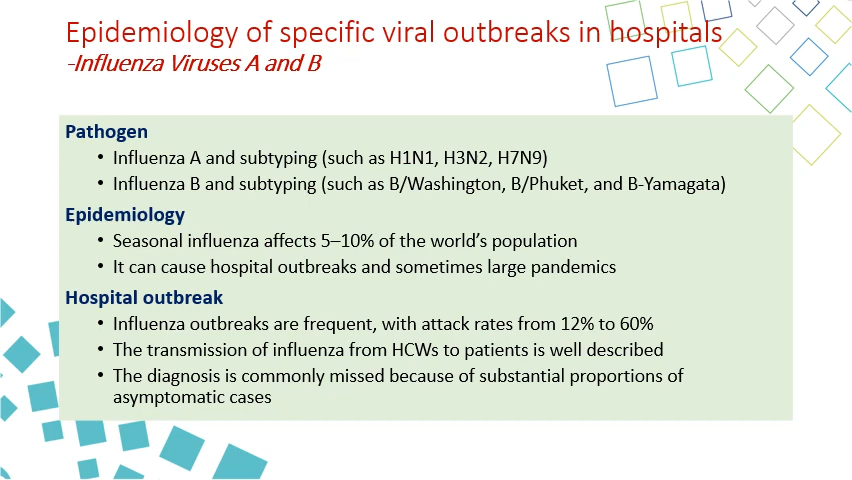 Epidemiology of specific viral outbreaks in hospitals
-Influenza Viruses A and B
Pathogen
• Influenza A and subtyping (such as H1N1, H3N2, H7N9)
• Influenza B and subtyping (such as B/Washington, B/Phuket, and B-Yamagata)
Epidemiology
• Seasonal influenza affects 5–10% of the world's population
• It can cause hospital outbreaks and sometimes large pandemics
Hospital outbreak
• Influenza outbreaks are frequent, with attack rates from 12% to 60%
• The transmission of influenza from HCWs to patients is well described
• The diagnosis is commonly missed because of substantial proportions of
asymptomatic cases